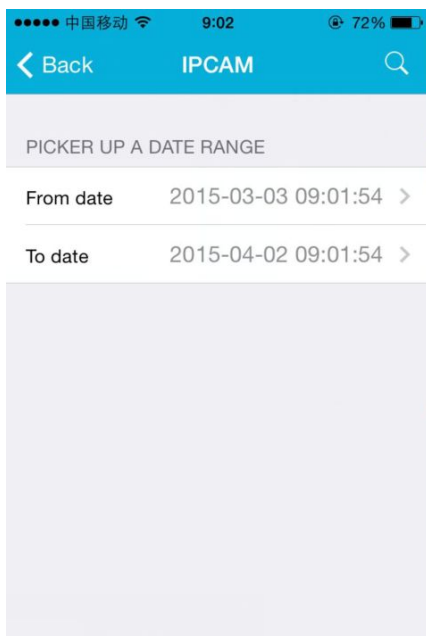 中国移动 9:02 72%
Back IPCAM
PICKER UP A DATE RANGE
From date 2015-03-03 09:01:54
To date 2015-04-02 09:01:54